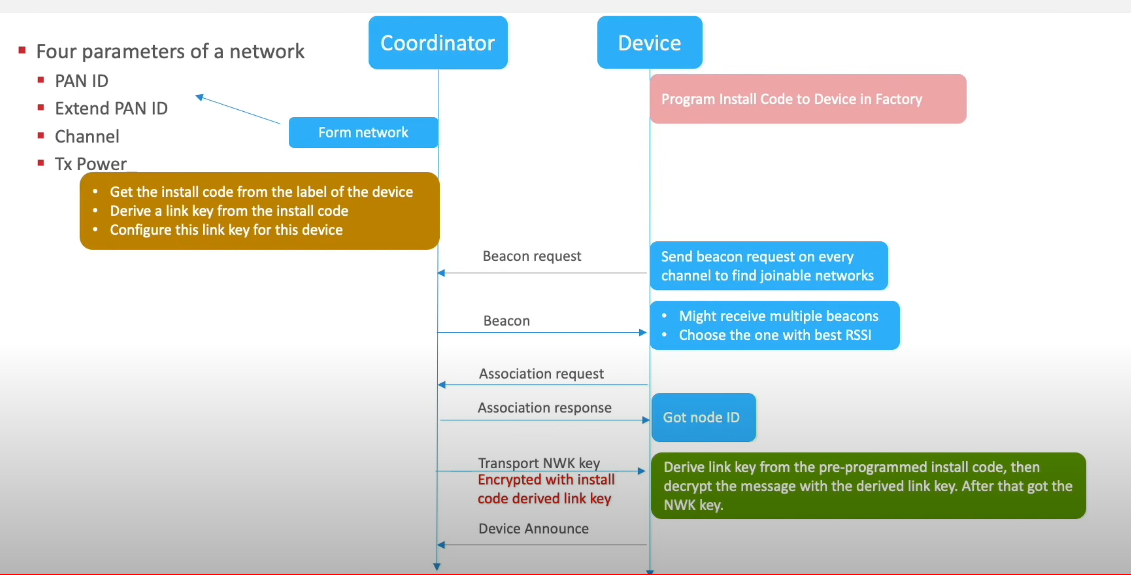 Coordinator
Device
Four parameters of a network
PAN ID
Extend PAN ID
Channel
Tx Power
Program Install Code to Device in Factory
Form network
Get the install code from the label of the device
Derive a link key from the install code
Configure this link key for this device
Beacon request
Send beacon request on every
channel to find joinable networks
Beacon
Might receive multiple beacons
Choose the one with best RSSI
Association request
Association response
Got node ID
Transport NWK key
Encrypted with install
code derived link key
Derive link key from the pre-programmed install code, then
decrypt the message with the derived link key. After that got the
NWK key.
Device Announce